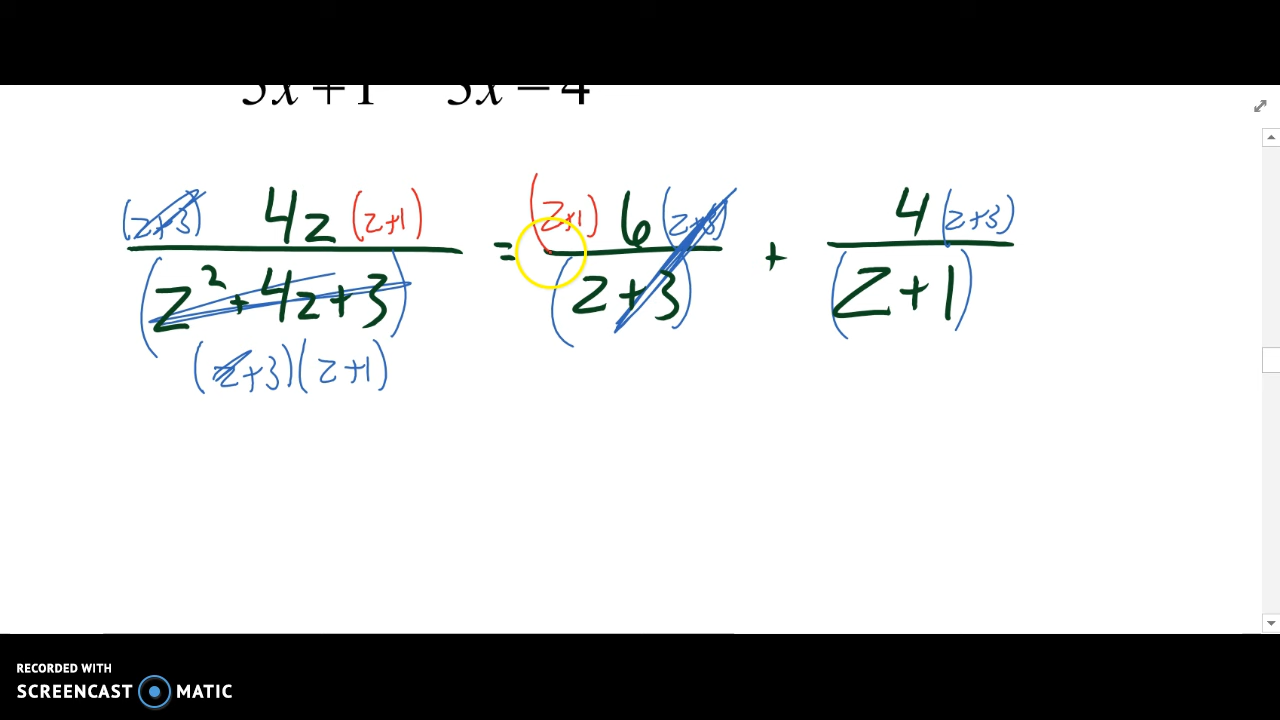 3x + 1 3x − 4
(z+3) 4z (z+1) = (z+1) 6 (z+3) + 4 (z+3)
(z² + 4z + 3) (z + 3) (z + 1)
(z+3)(z+1)
RECORDED WITH
SCREENCAST MATIC